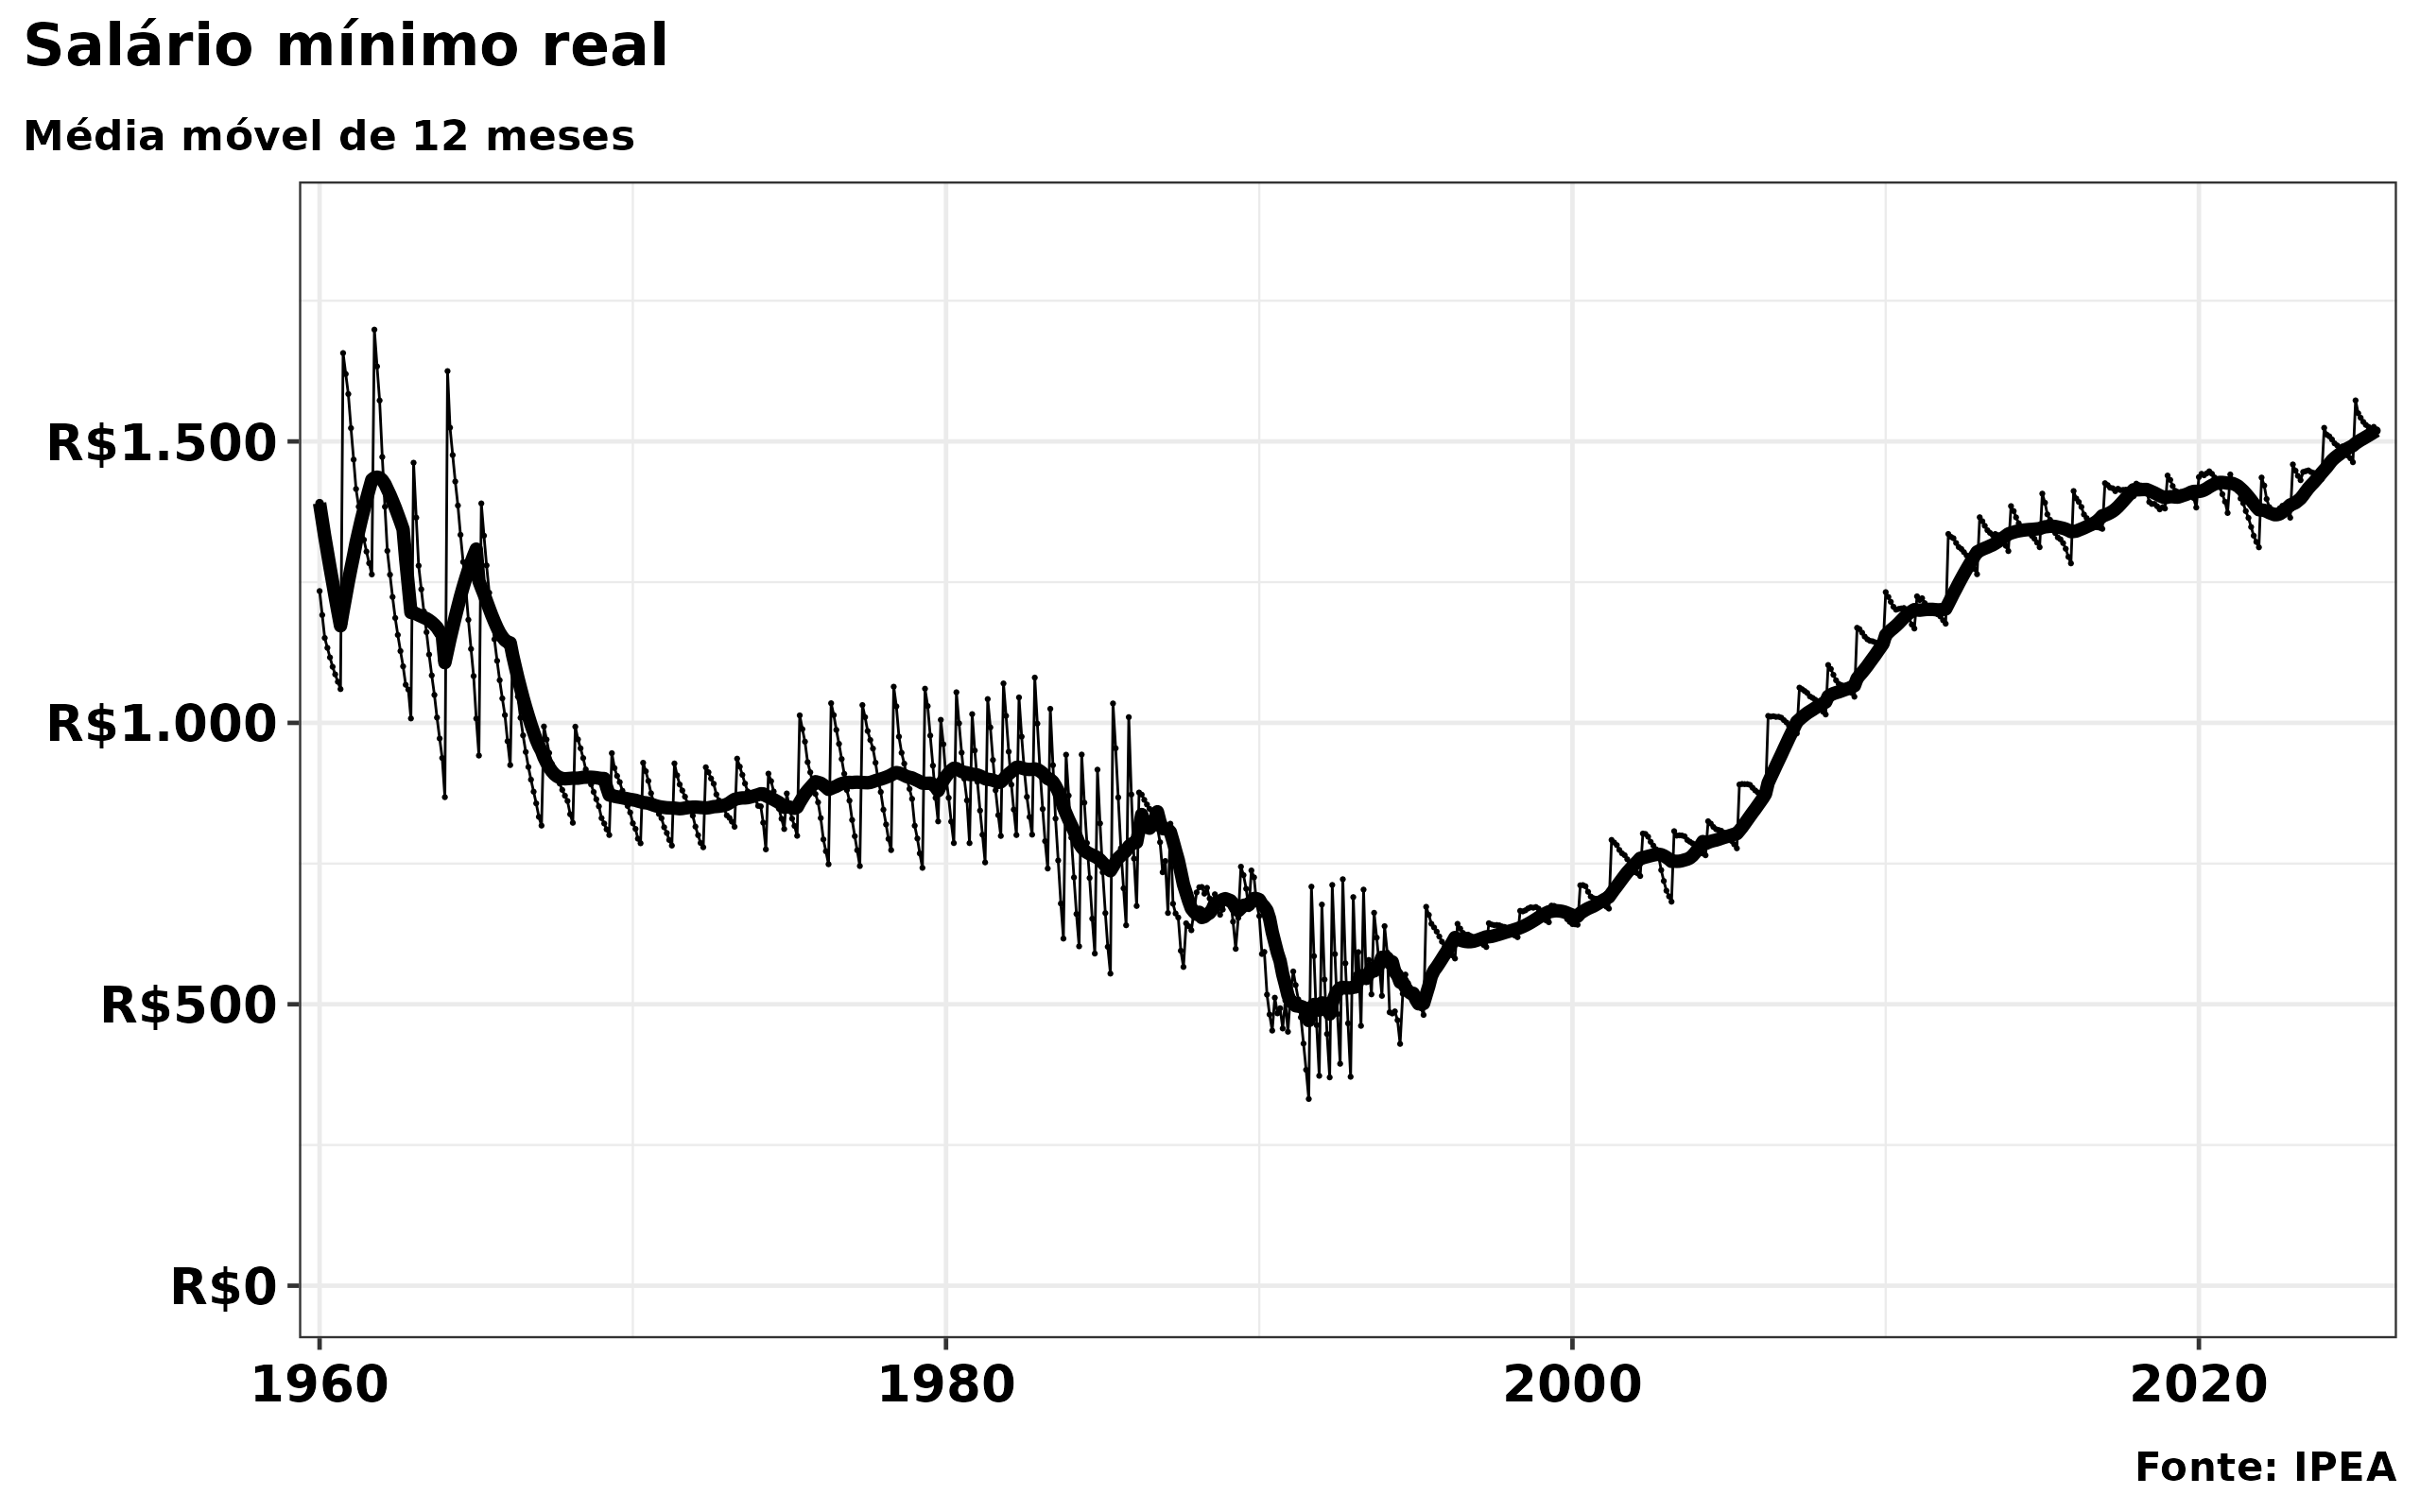 Salário mínimo real
Média móvel de 12 meses
R$1.500
R$1.000
R$500
R$0
1960 1980 2000 2020
Fonte: IPEA